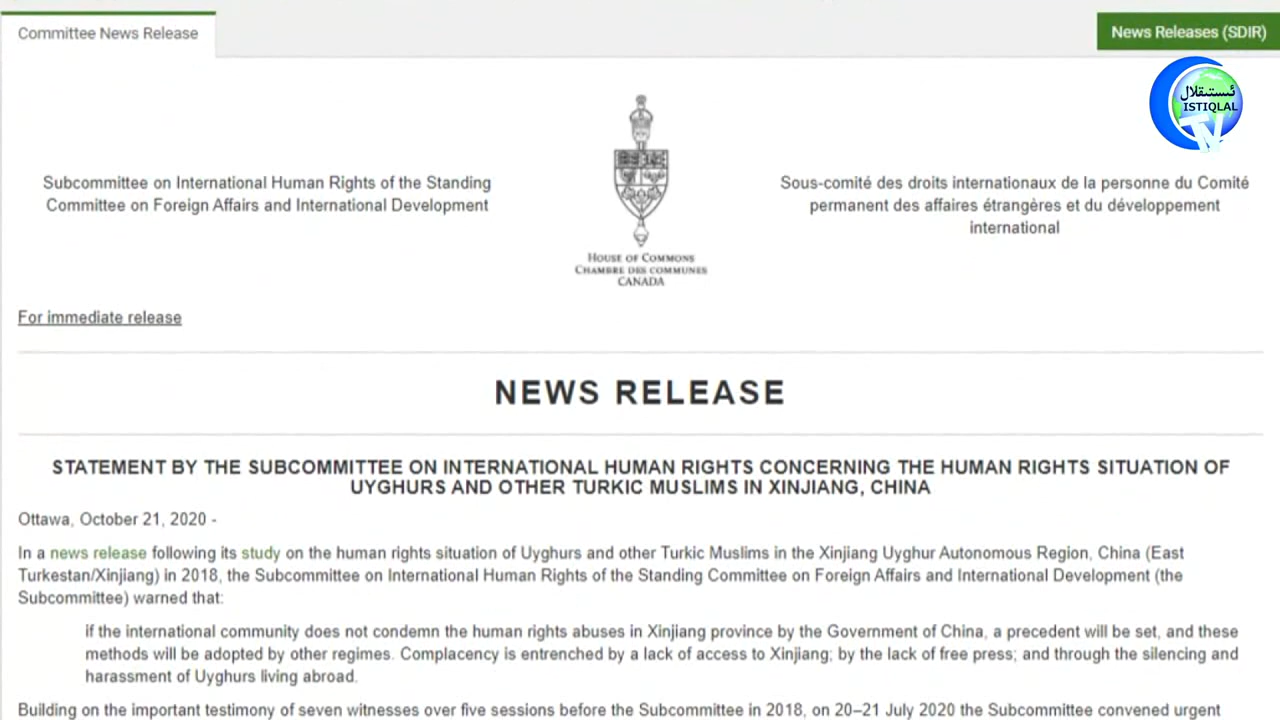 Committee News Release
News Releases (SDIR)
ئىستىقلال
ISTIQLAL
TV
Subcommittee on International Human Rights of the Standing
Committee on Foreign Affairs and International Development
Sous-comité des droits internationaux de la personne du Comité
permanent des affaires étrangères et du développement
international
HOUSE OF COMMONS
CHAMBRE DES COMMUNES
CANADA
For immediate release
NEWS RELEASE
STATEMENT BY THE SUBCOMMITTEE ON INTERNATIONAL HUMAN RIGHTS CONCERNING THE HUMAN RIGHTS SITUATION OF
UYGHURS AND OTHER TURKIC MUSLIMS IN XINJIANG, CHINA
Ottawa, October 21, 2020 -
In a news release following its study on the human rights situation of Uyghurs and other Turkic Muslims in the Xinjiang Uyghur Autonomous Region, China (East
Turkestan/Xinjiang) in 2018, the Subcommittee on International Human Rights of the Standing Committee on Foreign Affairs and International Development (the
Subcommittee) warned that:
if the international community does not condemn the human rights abuses in Xinjiang province by the Government of China, a precedent will be set, and these
methods will be adopted by other regimes. Complacency is entrenched by a lack of access to Xinjiang; by the lack of free press; and through the silencing and
harassment of Uyghurs living abroad.
Building on the important testimony of seven witnesses over five sessions before the Subcommittee in 2018, on 20–21 July 2020 the Subcommittee convened urgent